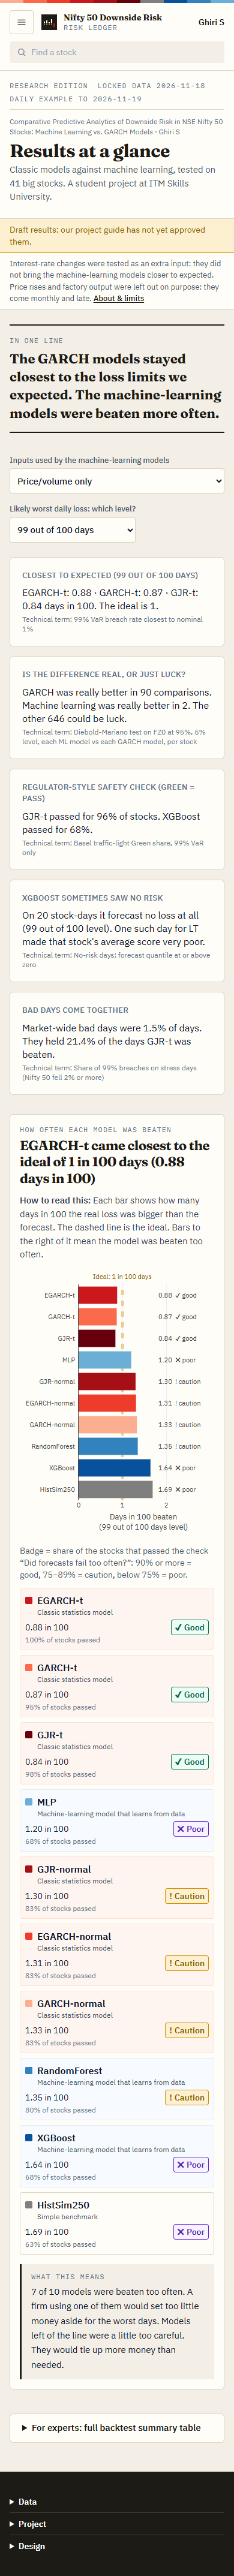 Nifty 50 Downside Risk
RISK LEDGER
Ghiri S
Find a stock
RESEARCH EDITION LOCKED DATA 2026-11-18
DAILY EXAMPLE TO 2026-11-19
Comparative Predictive Analytics of Downside Risk in NSE Nifty 50
Stocks: Machine Learning vs. GARCH Models · Ghiri S
Results at a glance
Classic models against machine learning, tested on
41 big stocks. A student project at ITM Skills
University.
Draft results: our project guide has not yet approved
them.
Interest-rate changes were tested as an extra input: they did
not bring the machine-learning models closer to expected.
Price rises and factory output were left out on purpose: they
come monthly and late. About & limits
IN ONE LINE
The GARCH models stayed
closest to the loss limits we
expected. The machine-learning
models were beaten more often.
Inputs used by the machine-learning models
Price/volume only
Likely worst daily loss: which level?
99 out of 100 days
CLOSEST TO EXPECTED (99 OUT OF 100 DAYS)
EGARCH-t: 0.88 · GARCH-t: 0.87 · GJR-t:
0.84 days in 100. The ideal is 1.
Technical term: 99% VaR breach rate closest to nominal
1%
IS THE DIFFERENCE REAL, OR JUST LUCK?
GARCH was really better in 90 comparisons.
Machine learning was really better in 2. The
other 646 could be luck.
Technical term: Diebold-Mariano test on FZ0 at 95%, 5%
level, each ML model vs each GARCH model, per stock
REGULATOR-STYLE SAFETY CHECK (GREEN =
PASS)
GJR-t passed for 96% of stocks. XGBoost
passed for 68%.
Technical term: Basel traffic-light Green share, 99% VaR
only
XGBOOST SOMETIMES SAW NO RISK
On 20 stock-days it forecast no loss at all
(99 out of 100 level). One such day for LT
made that stock's average score very poor.
Technical term: No-risk days: forecast quantile at or above
zero
BAD DAYS COME TOGETHER
Market-wide bad days were 1.5% of days.
They held 21.4% of the days GJR-t was
beaten.
Technical term: Share of 99% breaches on stress days
(Nifty 50 fell 2% or more)
HOW OFTEN EACH MODEL WAS BEATEN
EGARCH-t came closest to the
ideal of 1 in 100 days (0.88
days in 100)
How to read this: Each bar shows how many
days in 100 the real loss was bigger than the
forecast. The dashed line is the ideal. Bars to
the right of it mean the model was beaten too
often.
Ideal: 1 in 100 days
EGARCH-t 0.88 ✓ good
GARCH-t 0.87 ✓ good
GJR-t 0.84 ✓ good
MLP 1.20 ✕ poor
GJR-normal 1.30 ! caution
EGARCH-normal 1.31 ! caution
GARCH-normal 1.33 ! caution
RandomForest 1.35 ! caution
XGBoost 1.64 ✕ poor
HistSim250 1.69 ✕ poor
0 1 2
Days in 100 beaten
(99 out of 100 days level)
Badge = share of the stocks that passed the check
“Did forecasts fail too often?”: 90% or more =
good, 75–89% = caution, below 75% = poor.
EGARCH-t
Classic statistics model
0.88 in 100 ✓ Good
100% of stocks passed
GARCH-t
Classic statistics model
0.87 in 100 ✓ Good
95% of stocks passed
GJR-t
Classic statistics model
0.84 in 100 ✓ Good
98% of stocks passed
MLP
Machine-learning model that learns from data
1.20 in 100 ✕ Poor
68% of stocks passed
GJR-normal
Classic statistics model
1.30 in 100 ! Caution
83% of stocks passed
EGARCH-normal
Classic statistics model
1.31 in 100 ! Caution
83% of stocks passed
GARCH-normal
Classic statistics model
1.33 in 100 ! Caution
83% of stocks passed
RandomForest
Machine-learning model that learns from data
1.35 in 100 ! Caution
80% of stocks passed
XGBoost
Machine-learning model that learns from data
1.64 in 100 ✕ Poor
68% of stocks passed
HistSim250
Simple benchmark
1.69 in 100 ✕ Poor
63% of stocks passed
WHAT THIS MEANS
7 of 10 models were beaten too often. A
firm using one of them would set too little
money aside for the worst days. Models
left of the line were a little too careful.
They would tie up more money than
needed.
For experts: full backtest summary table
Data
Project
Design